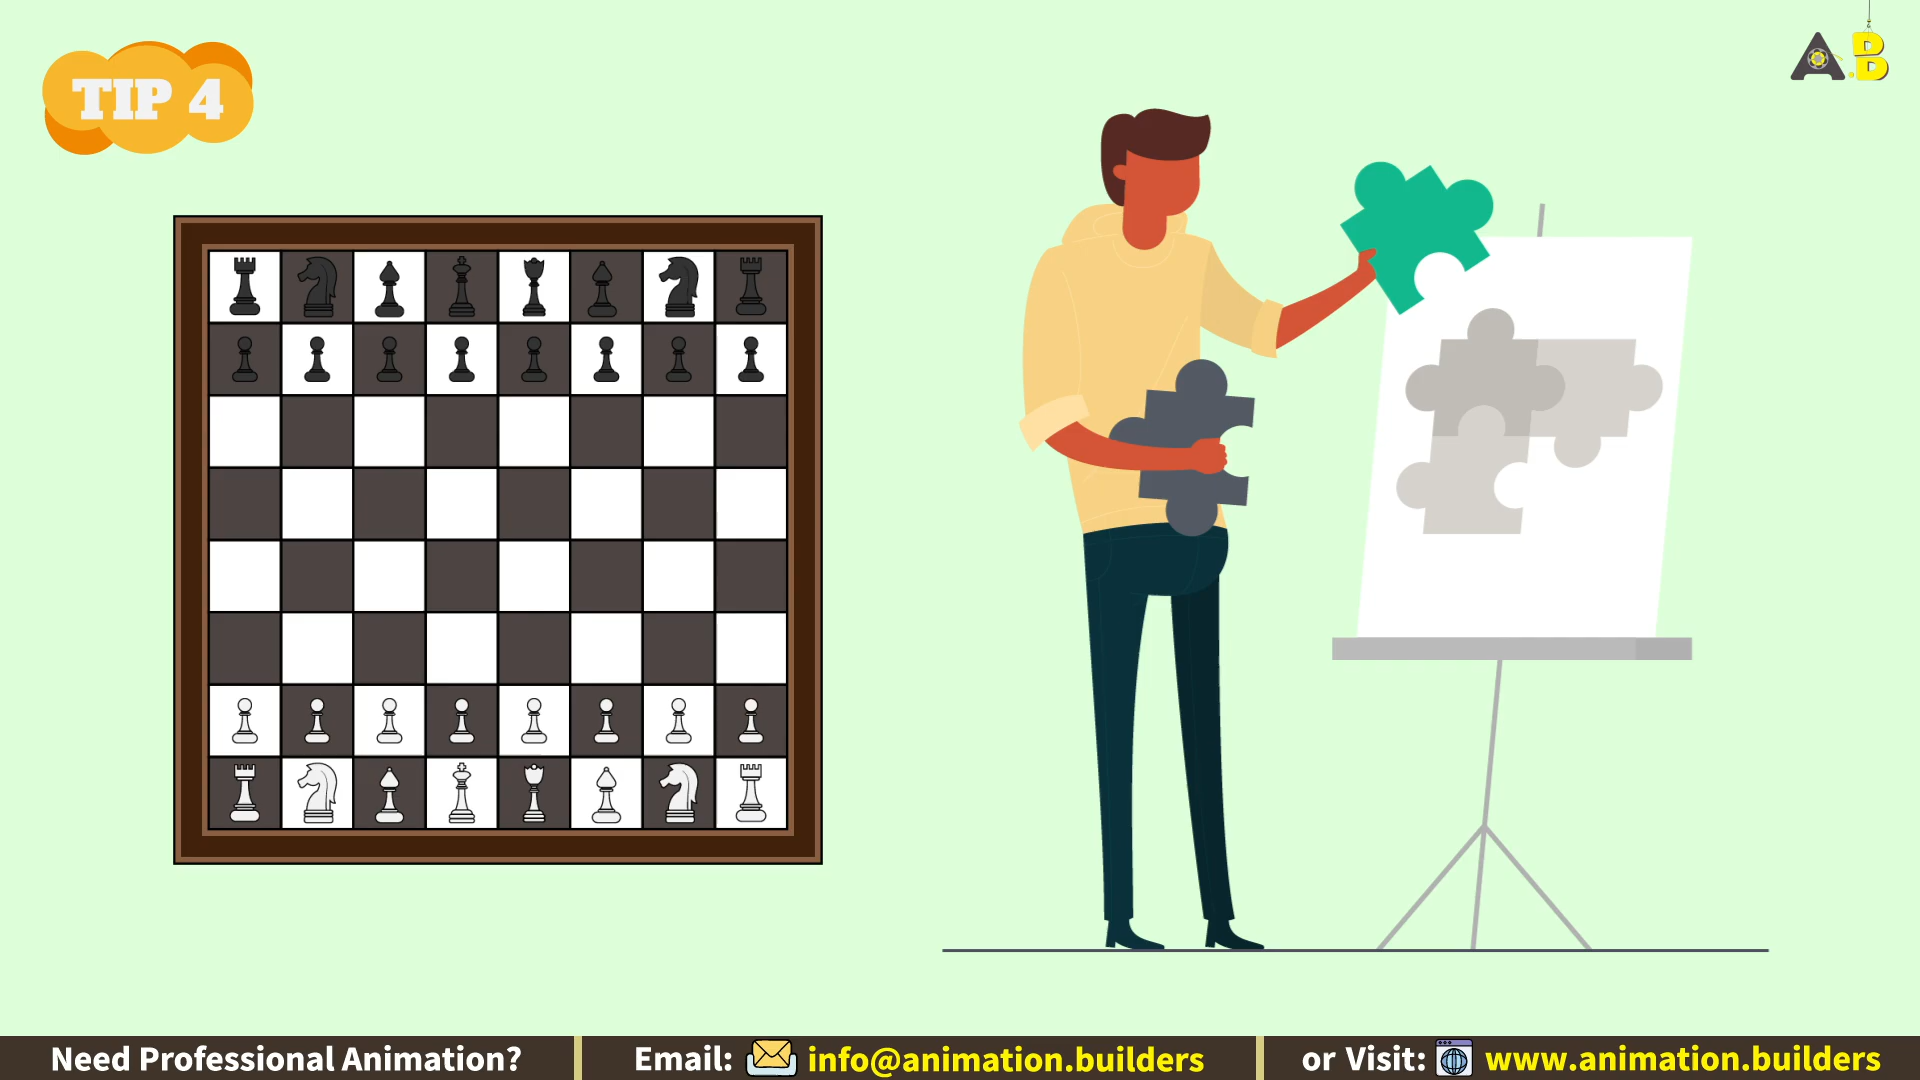 TIP 4
A.B
Need Professional Animation? Email: info@animation.builders or Visit: www.animation.builders